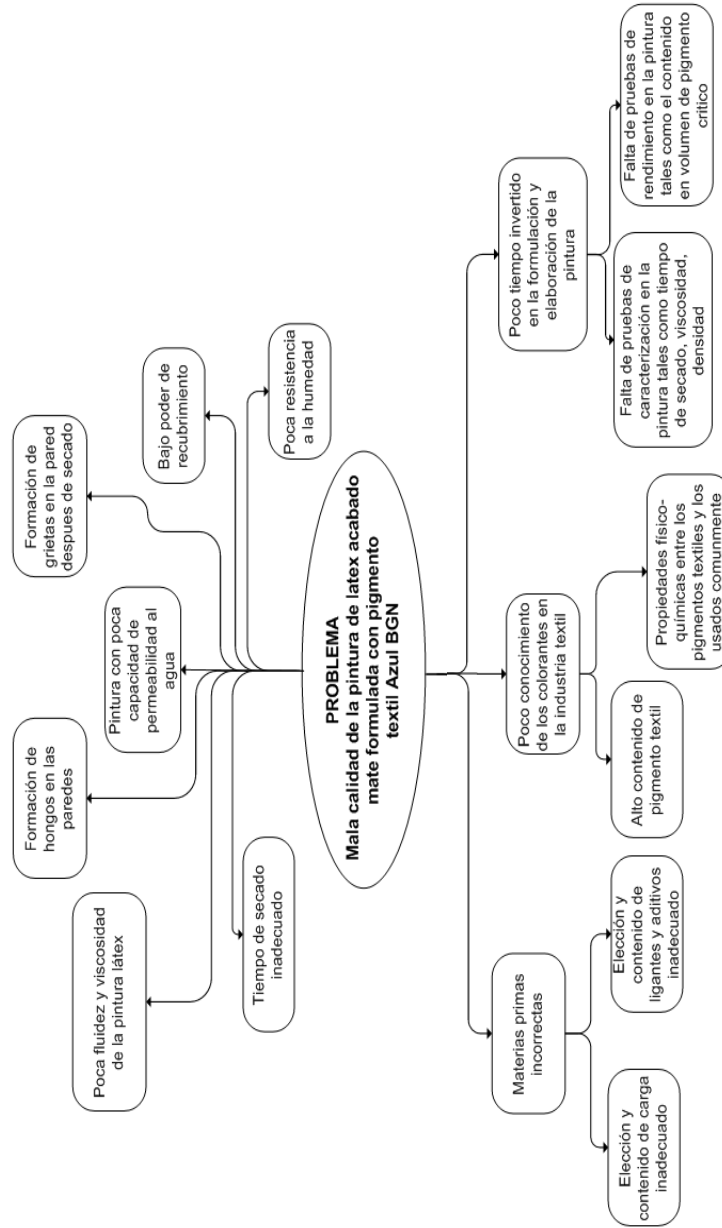 Formación de
hongos en las
paredes
Formación de
grietas en la pared
despues de secado
Poca fluidez y viscosidad
de la pintura látex
Pintura con poca
capacidad de
permeabilidad al
agua
Bajo poder de
recubrimiento
Tiempo de secado
inadecuado
Poca resistencia
a la humedad
PROBLEMA
Mala calidad de la pintura de latex acabado
mate formulada con pigmento
textil Azul BGN
Materias primas
incorrectas
Poco conocimiento
de los colorantes en
la industria textil
Poco tiempo invertido
en la formulación y
elaboración de la
pintura
Elección y
contenido de carga
inadecuado
Elección y
contenido de
ligantes y aditivos
inadecuado
Alto contenido de
pigmento textil
Propiedades físico-
químicas entre los
pigmentos textiles y los
usados comunmente
Falta de pruebas de
caracterización en la
pintura tales como tiempo
de secado, viscosidad,
densidad
Falta de pruebas de
rendimiento en la pintura
tales como el contenido
en volumen de pigmento
critico